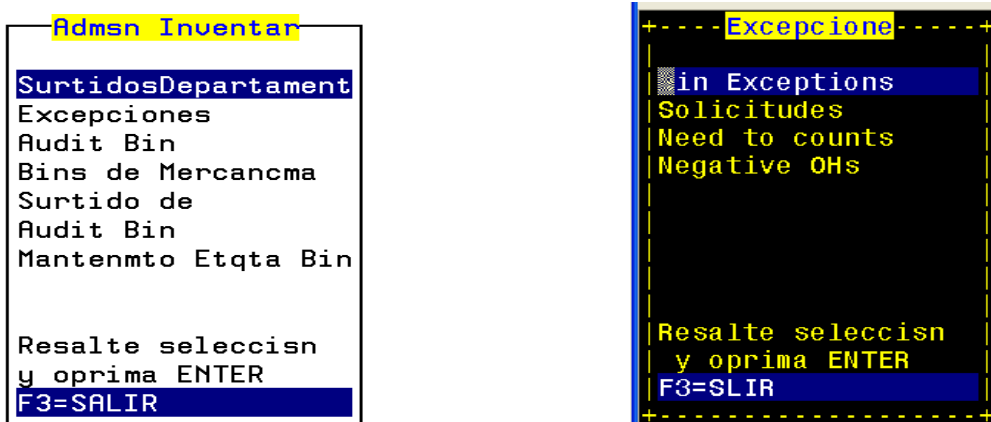 Admsn Inventar
SurtidosDepartament
Excepciones
Audit Bin
Bins de Mercancma
Surtido de
Audit Bin
Mantenmto Etqta Bin
Resalte seleccisn
y oprima ENTER
F3=SALIR
Excepcione
in Exceptions
Solicitudes
Need to counts
Negative OHs
Resalte seleccisn
y oprima ENTER
F3=SLIR